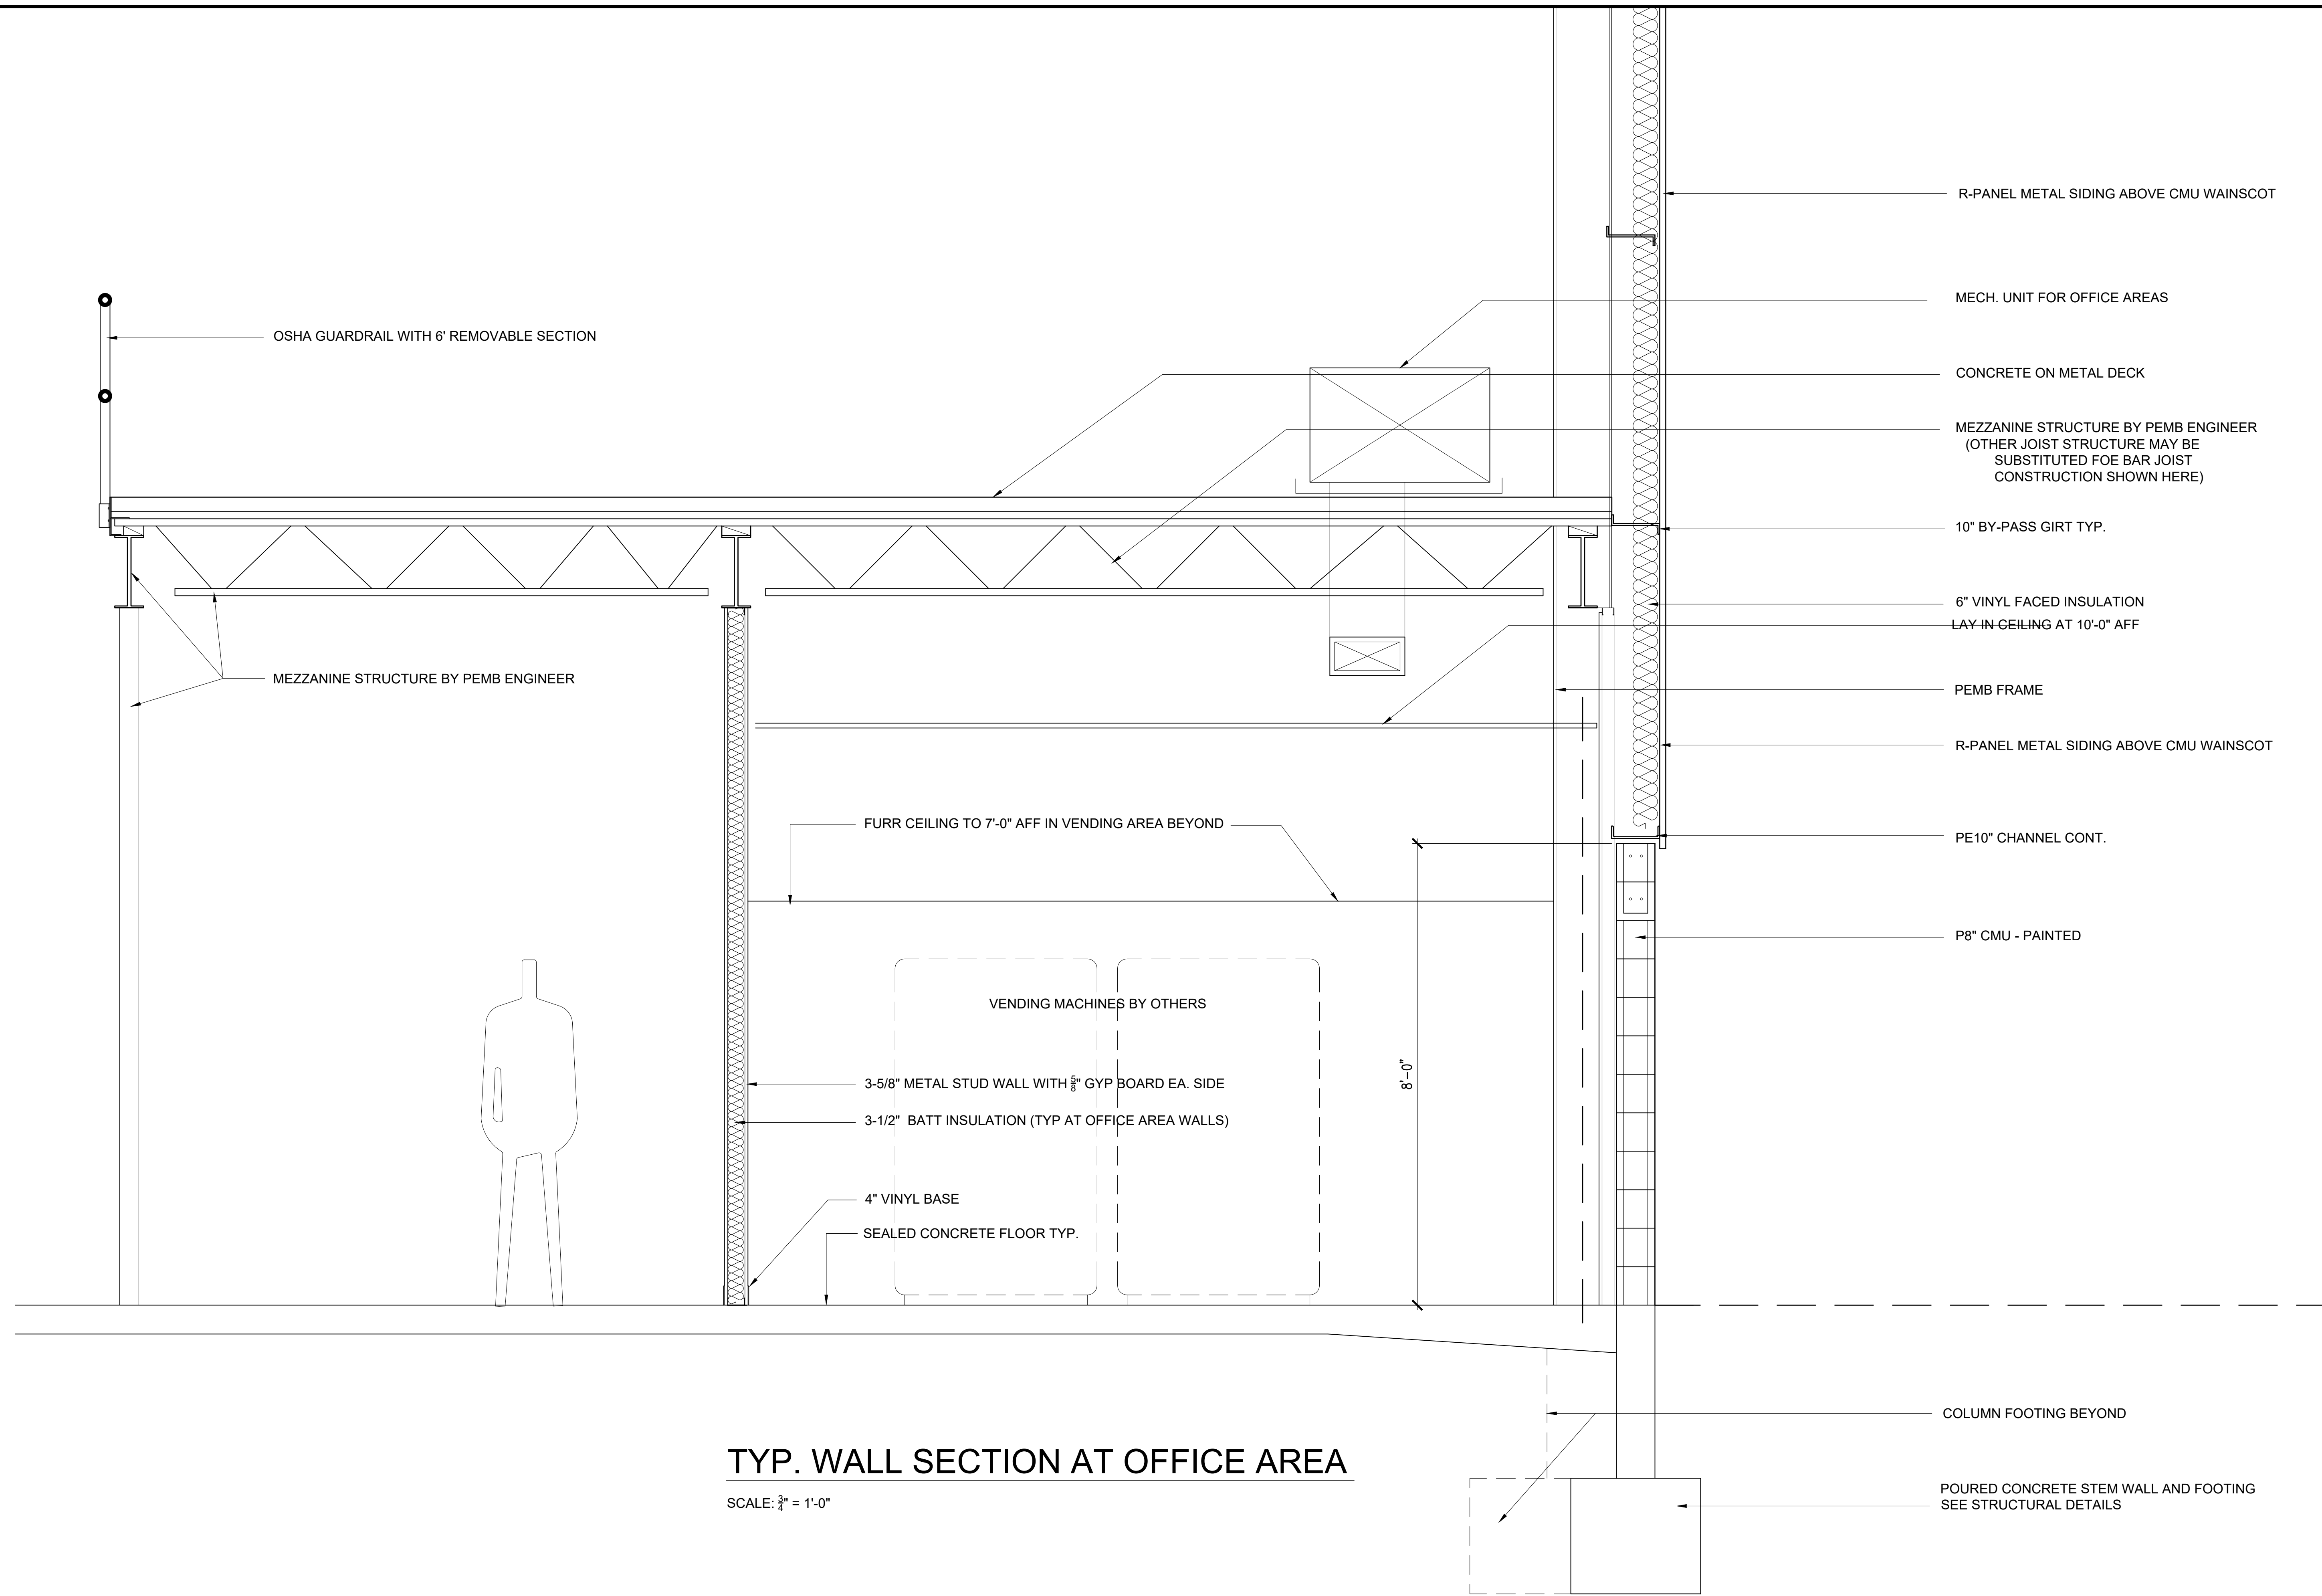 R-PANEL METAL SIDING ABOVE CMU WAINSCOT
MECH. UNIT FOR OFFICE AREAS
OSHA GUARDRAIL WITH 6' REMOVABLE SECTION
CONCRETE ON METAL DECK
MEZZANINE STRUCTURE BY PEMB ENGINEER
(OTHER JOIST STRUCTURE MAY BE
SUBSTITUTED FOE BAR JOIST
CONSTRUCTION SHOWN HERE)
10" BY-PASS GIRT TYP.
6" VINYL FACED INSULATION
LAY IN CEILING AT 10'-0" AFF
MEZZANINE STRUCTURE BY PEMB ENGINEER
PEMB FRAME
R-PANEL METAL SIDING ABOVE CMU WAINSCOT
FURR CEILING TO 7'-0" AFF IN VENDING AREA BEYOND
PE10" CHANNEL CONT.
P8" CMU - PAINTED
VENDING MACHINES BY OTHERS
8'-0"
3-5/8" METAL STUD WALL WITH 5/8" GYP BOARD EA. SIDE
3-1/2" BATT INSULATION (TYP AT OFFICE AREA WALLS)
4" VINYL BASE
SEALED CONCRETE FLOOR TYP.
COLUMN FOOTING BEYOND
TYP. WALL SECTION AT OFFICE AREA
SCALE: 3/4" = 1'-0"
POURED CONCRETE STEM WALL AND FOOTING
SEE STRUCTURAL DETAILS